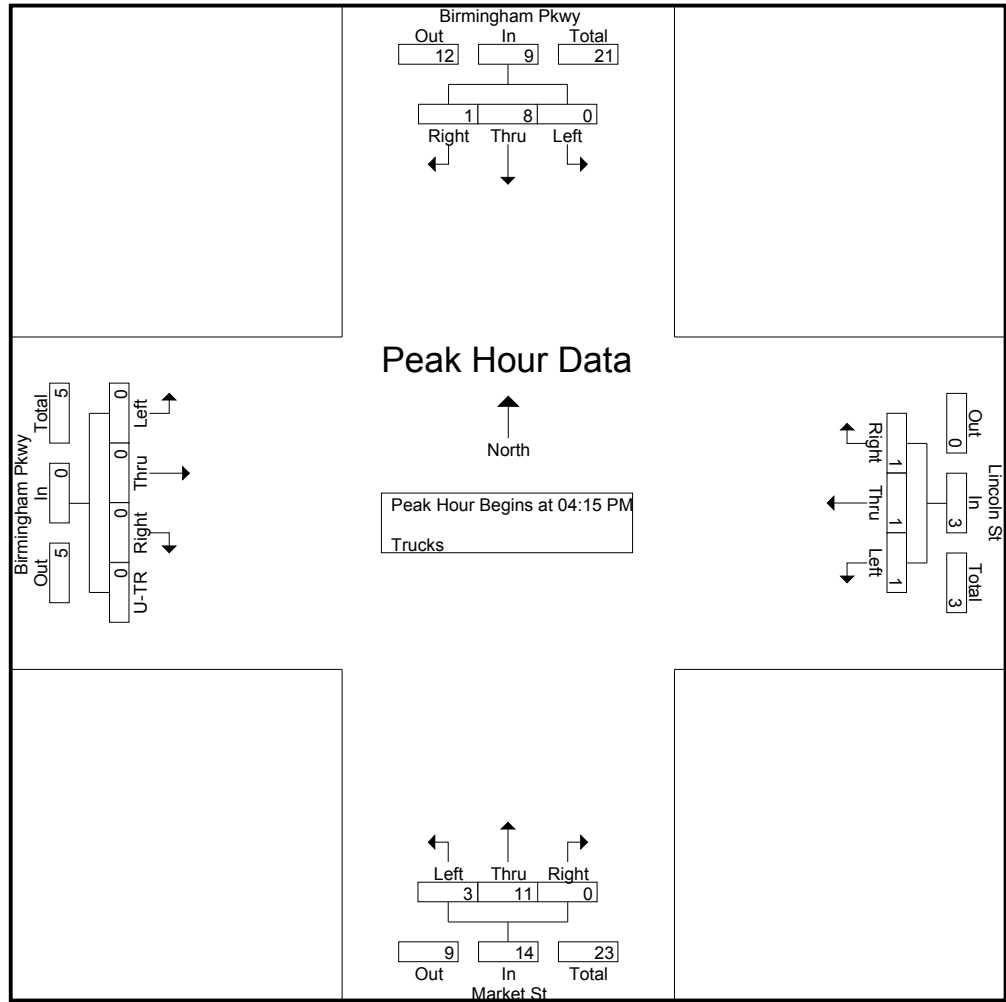 Birmingham Pkwy
Out In Total
12 9 21
1 8 0
Right Thru Left
Peak Hour Data
North
Peak Hour Begins at 04:15 PM
Trucks
Birmingham Pkwy
Out In Total
5 0 5
0 0 0 0
U-TR Right Thru Left
Lincoln St
Out In Total
0 3 3
1 1 1
Right Thru Left
Left Thru Right
3 11 0
9 14 23
Out In Total
Market St